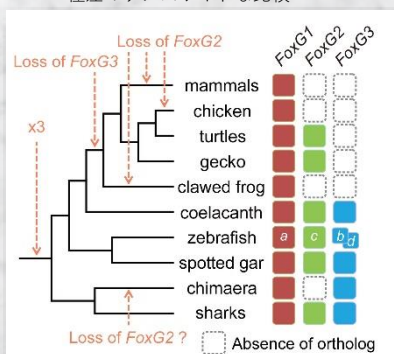 Loss of FoxG2
Loss of FoxG3
x3
FoxG1
FoxG2
FoxG3
mammals
chicken
turtles
gecko
clawed frog
coelacanth
zebrafish a c b d
spotted gar
chimaera
sharks
Loss of FoxG2 ?
Absence of ortholog